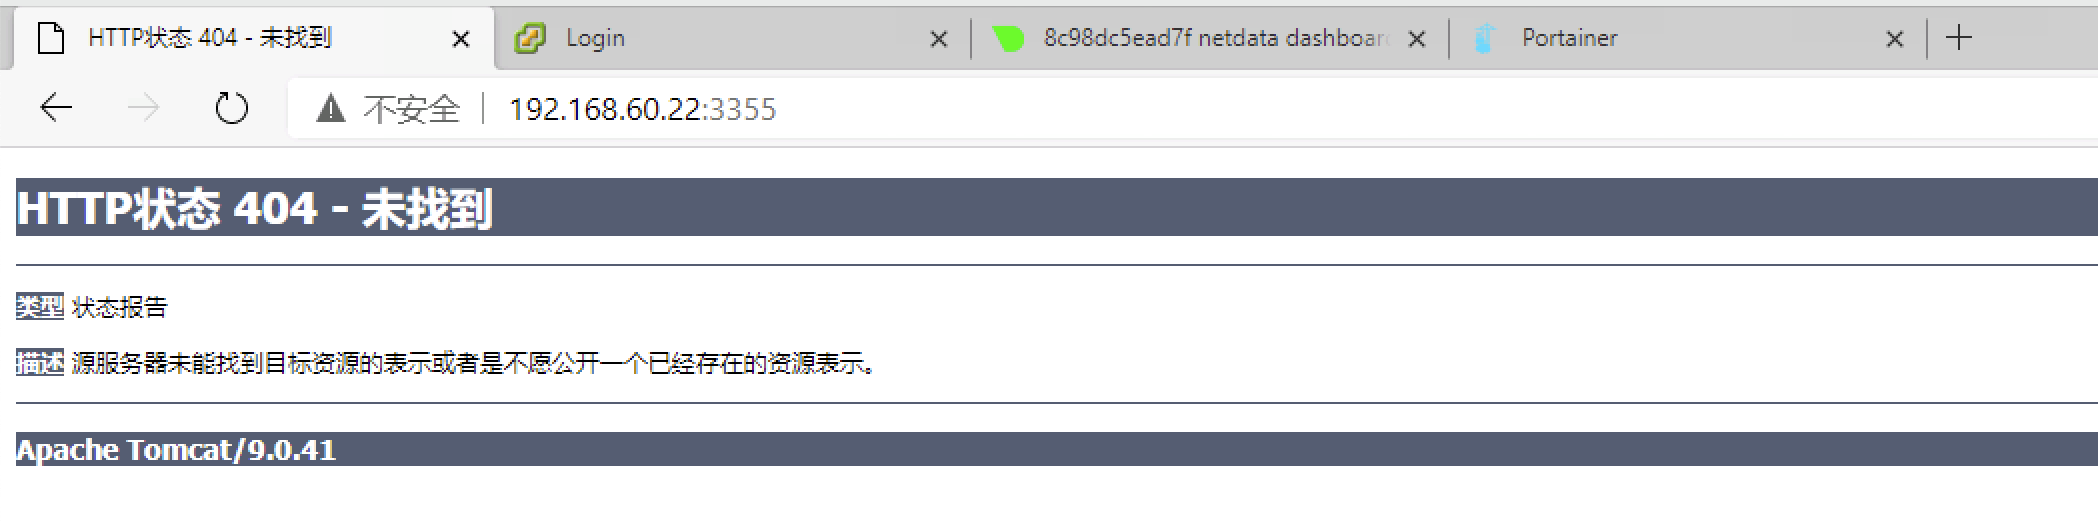 HTTP状态 404 - 未找到
Login
8c98dc5ead7f netdata dashboard
Portainer
不安全
192.168.60.22:3355
HTTP状态 404 - 未找到
类型 状态报告
描述 源服务器未能找到目标资源的表示或者是不愿公开一个已经存在的资源表示。
Apache Tomcat/9.0.41